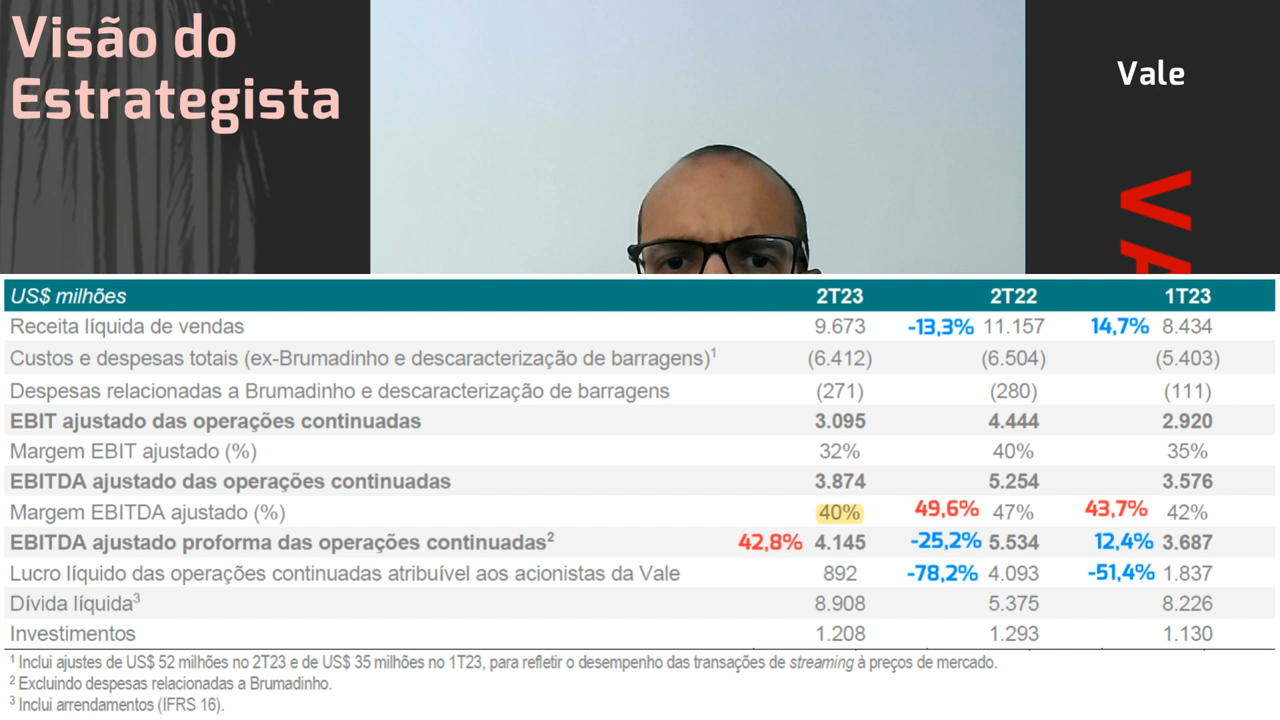 Visão do
Estrategista
Vale
VA
US$ milhões 2T23 2T22 1T23
Receita líquida de vendas 9.673 -13,3% 11.157 14,7% 8.434
Custos e despesas totais (ex-Brumadinho e descaracterização de barragens)¹ (6.412) (6.504) (5.403)
Despesas relacionadas a Brumadinho e descaracterização de barragens (271) (280) (111)
EBIT ajustado das operações continuadas 3.095 4.444 2.920
Margem EBIT ajustado (%) 32% 40% 35%
EBITDA ajustado das operações continuadas 3.874 5.254 3.576
Margem EBITDA ajustado (%) 40% 49,6% 47% 43,7% 42%
EBITDA ajustado proforma das operações continuadas² 42,8% 4.145 -25,2% 5.534 12,4% 3.687
Lucro líquido das operações continuadas atribuível aos acionistas da Vale 892 -78,2% 4.093 -51,4% 1.837
Dívida líquida³ 8.908 5.375 8.226
Investimentos 1.208 1.293 1.130
¹ Inclui ajustes de US$ 52 milhões no 2T23 e de US$ 35 milhões no 1T23, para refletir o desempenho das transações de streaming à preços de mercado.
² Excluindo despesas relacionadas a Brumadinho.
³ Inclui arrendamentos (IFRS 16).